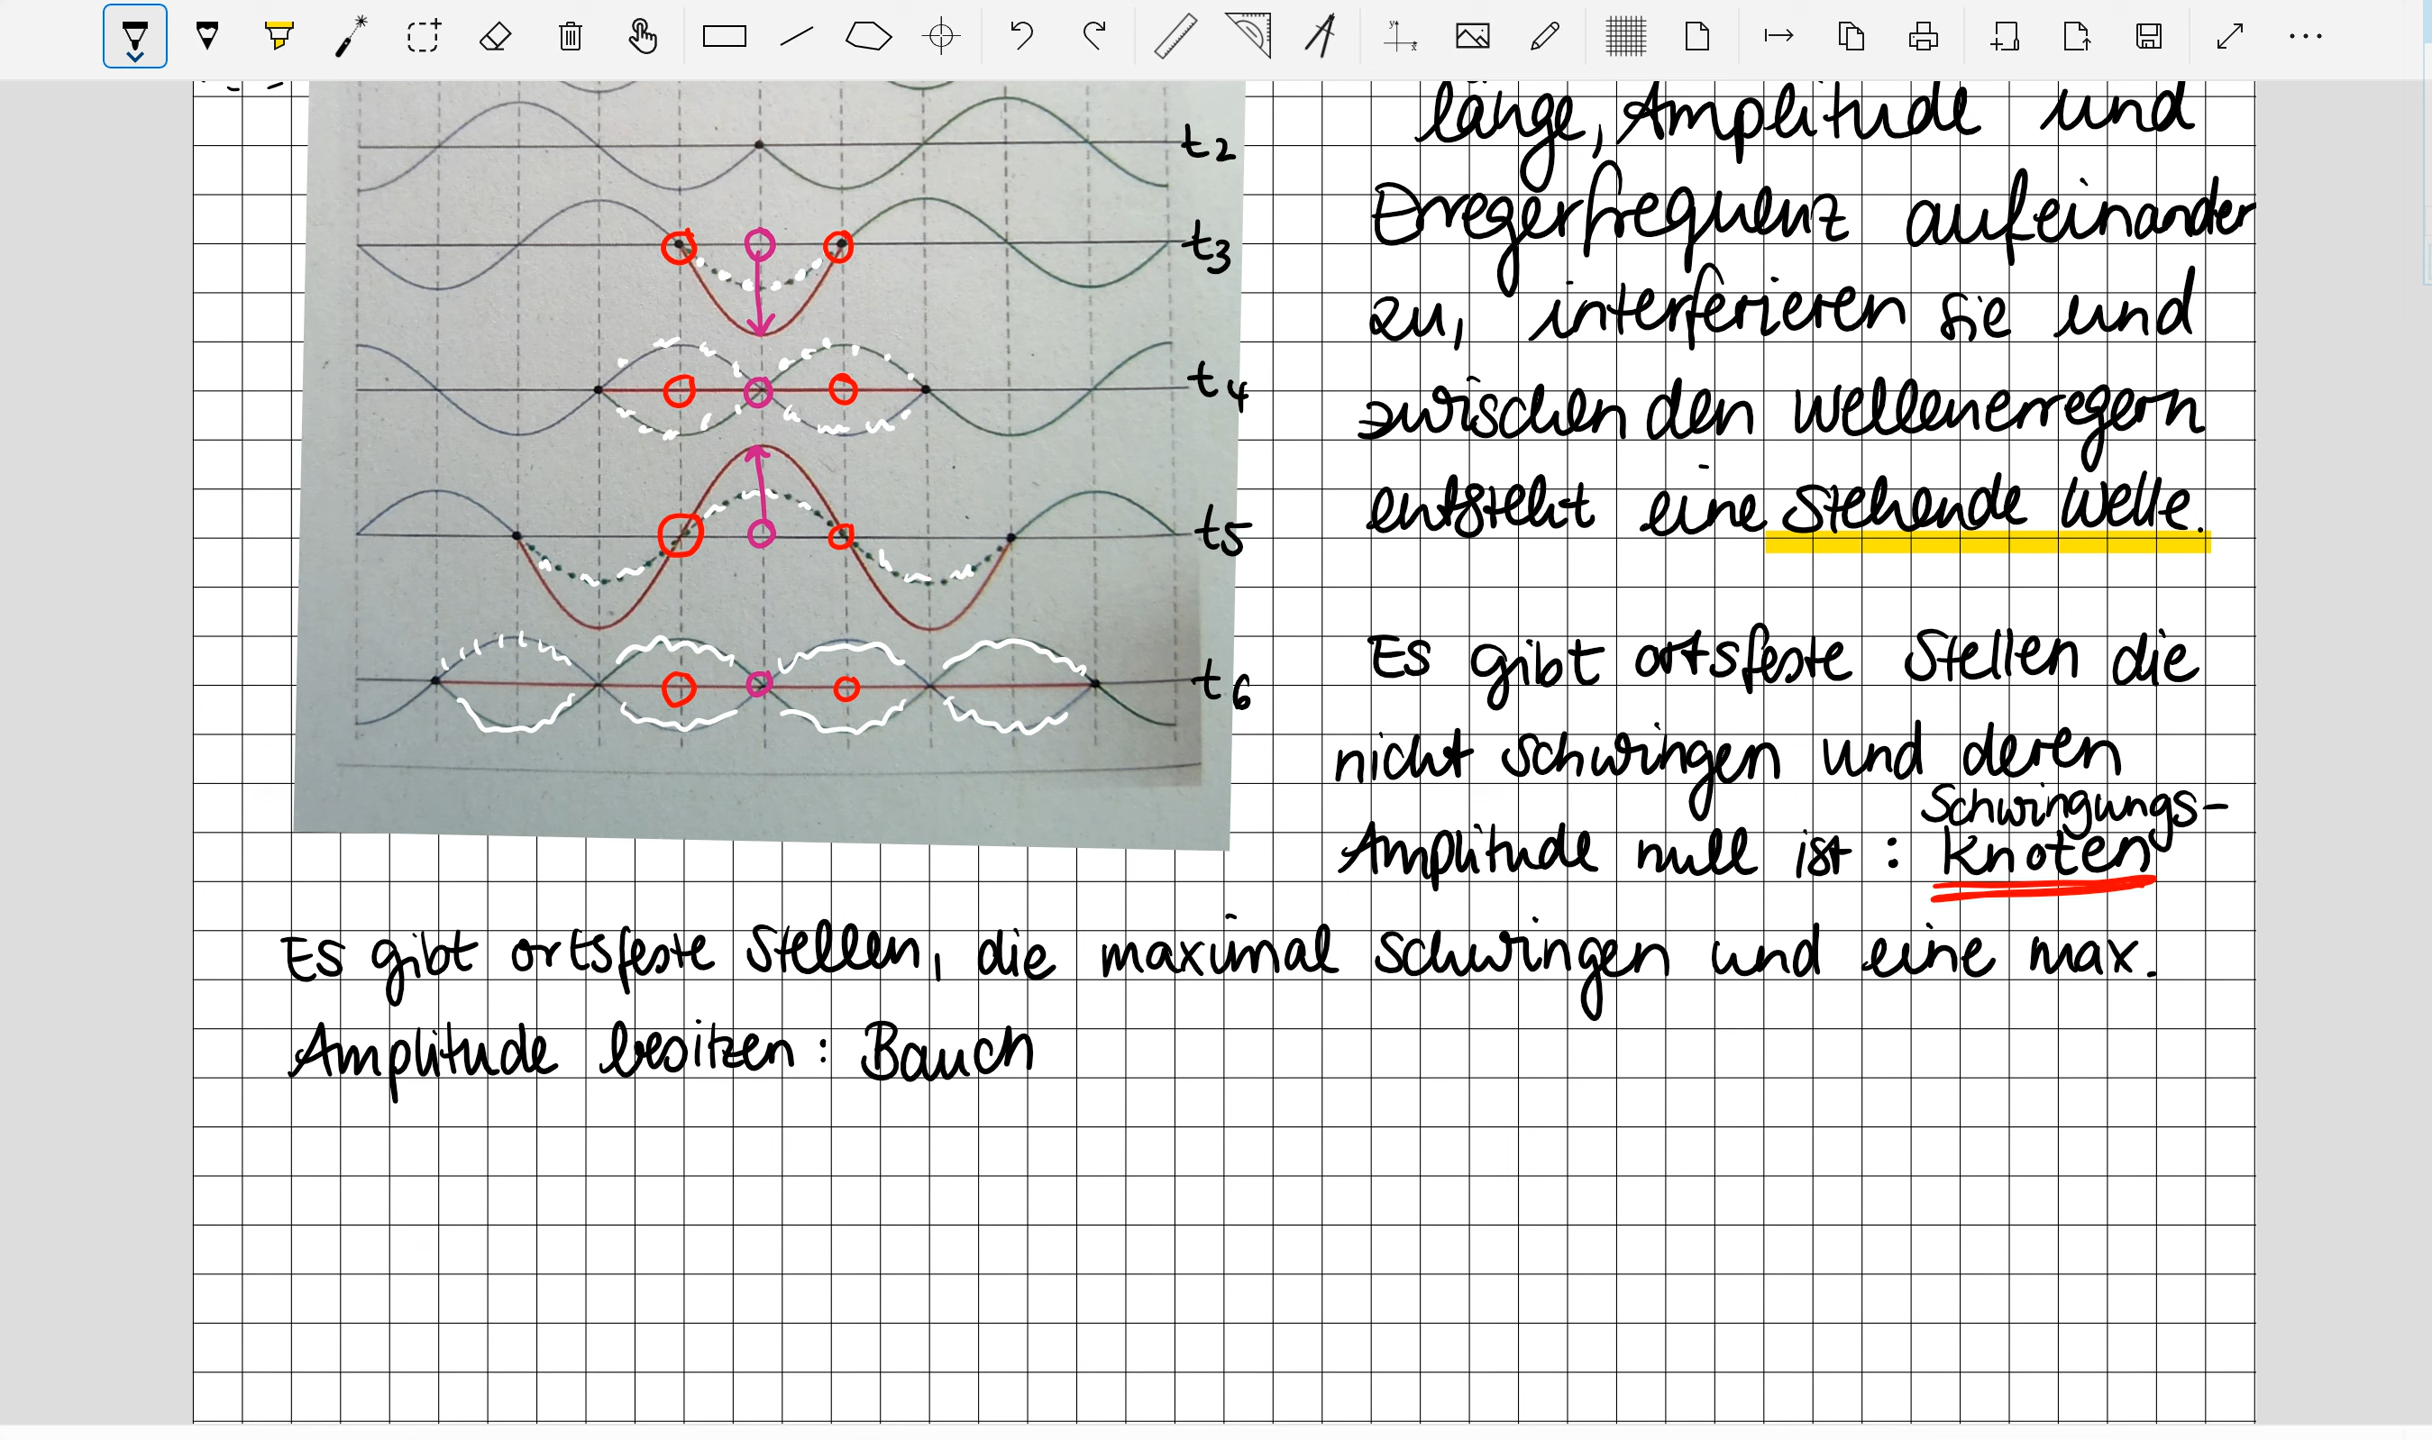 länge, Amplitude und
t2
Erregerfrequenz aufeinander
t3
zu, interferieren sie und
t4
zwischen den Wellenerregern
entsteht eine Stehende Welle.
t5
Es gibt ortsfeste Stellen die
t6
nicht schwingen und deren
Schwingungs-
Amplitude null ist : Knoten
Es gibt ortsfeste Stellen, die maximal schwingen und eine max.
Amplitude besitzen : Bauch